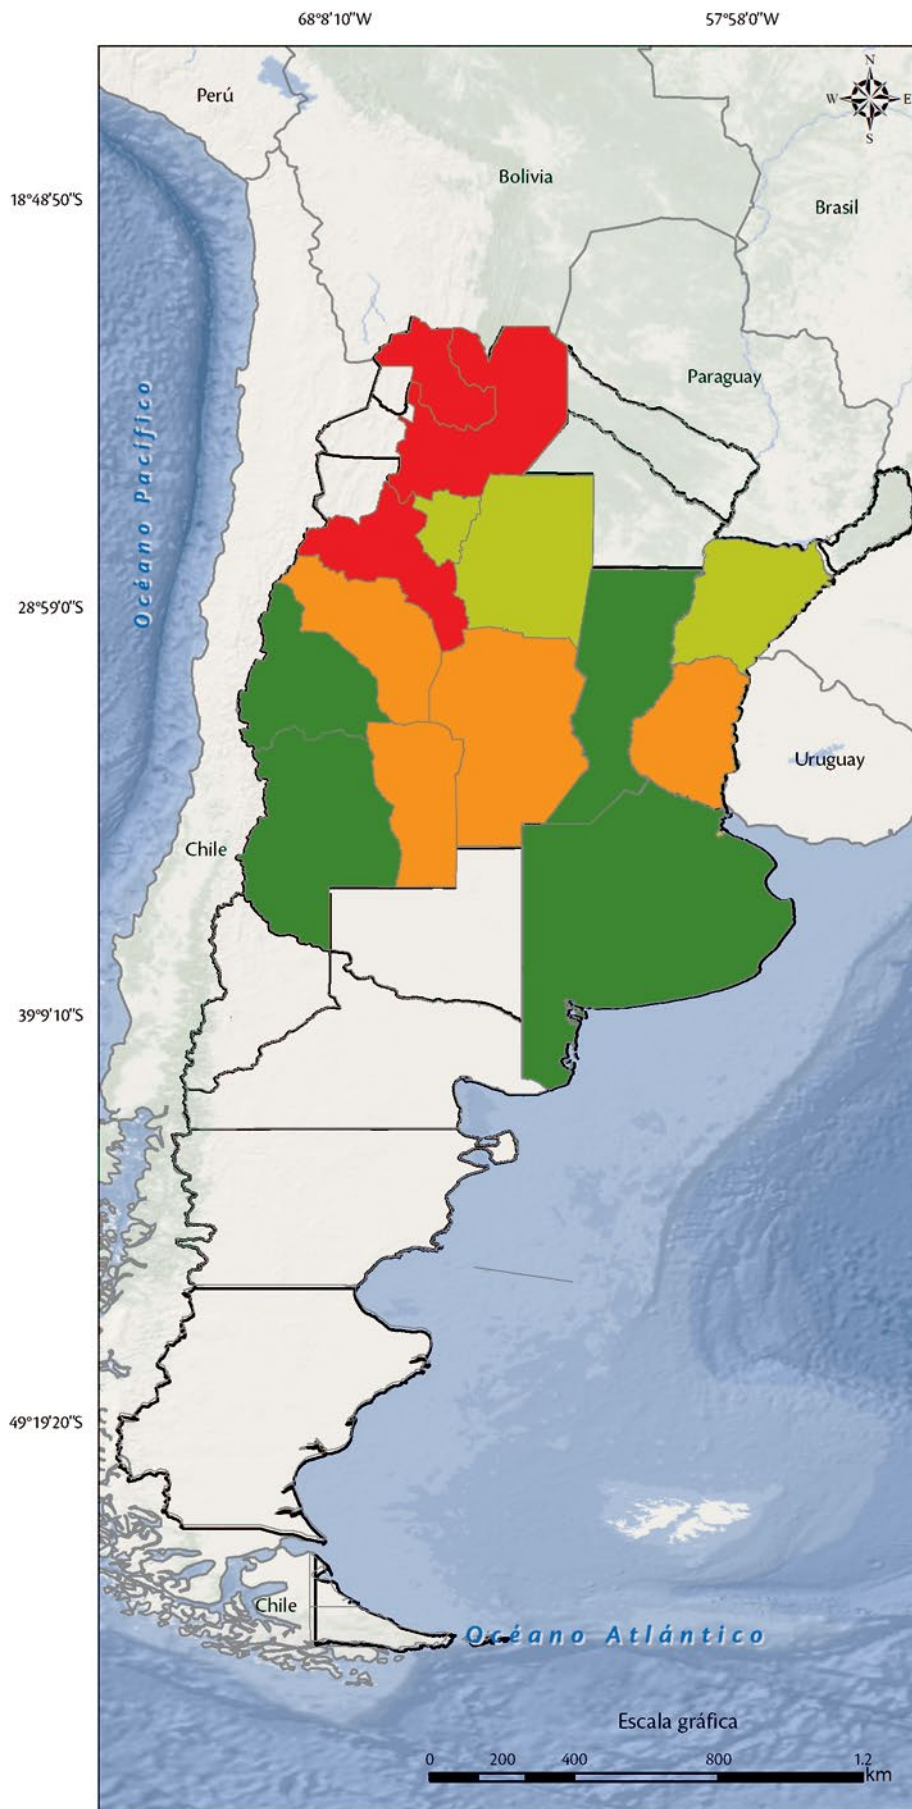 68°8'10"W
57°58'0"W
N
W
E
S
Perú
Bolivia
Brasil
18°48'50"S
Paraguay
Océano Pacífico
28°59'0"S
Uruguay
Chile
39°9'10"S
49°19'20"S
Chile
Océano Atlántico
Escala gráfica
0 200 400 800 1.2
km